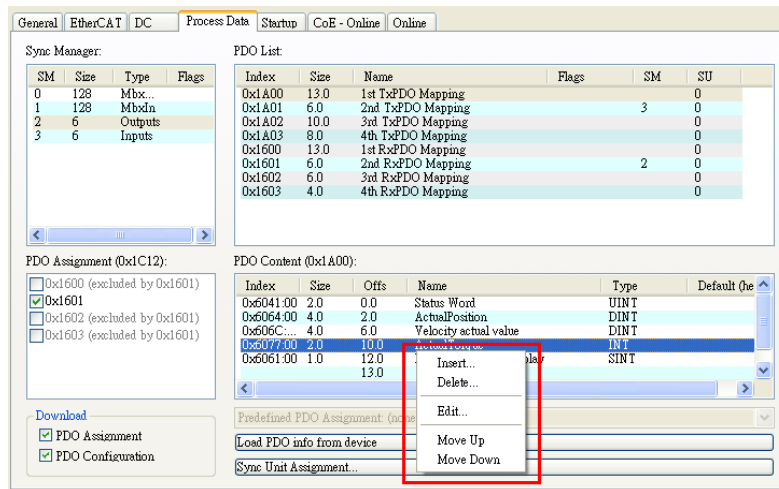 General EtherCAT DC Process Data Startup CoE - Online Online
Sync Manager:
SM Size Type Flags
0 128 Mbx...
1 128 MbxIn
2 6 Outputs
3 6 Inputs
PDO List:
Index Size Name Flags SM SU
0x1A00 13.0 1st TxPDO Mapping 0
0x1A01 6.0 2nd TxPDO Mapping 3 0
0x1A02 10.0 3rd TxPDO Mapping 0
0x1A03 8.0 4th TxPDO Mapping 0
0x1600 13.0 1st RxPDO Mapping 0
0x1601 6.0 2nd RxPDO Mapping 2 0
0x1602 6.0 3rd RxPDO Mapping 0
0x1603 4.0 4th RxPDO Mapping 0
PDO Assignment (0x1C12):
0x1600 (excluded by 0x1601)
0x1601
0x1602 (excluded by 0x1601)
0x1603 (excluded by 0x1601)
PDO Content (0x1A00):
Index Size Offs Name Type Default (he
0x6041:00 2.0 0.0 Status Word UINT
0x6064:00 4.0 2.0 ActualPosition DINT
0x606C:... 4.0 6.0 Velocity actual value DINT
0x6077:00 2.0 10.0 ActualTorque INT
0x6061:00 1.0 12.0 SINT
13.0
Insert...
Delete...
Edit...
Move Up
Move Down
Download
PDO Assignment
PDO Configuration
Predefined PDO Assignment: (none
Load PDO info from device
Sync Unit Assignment...